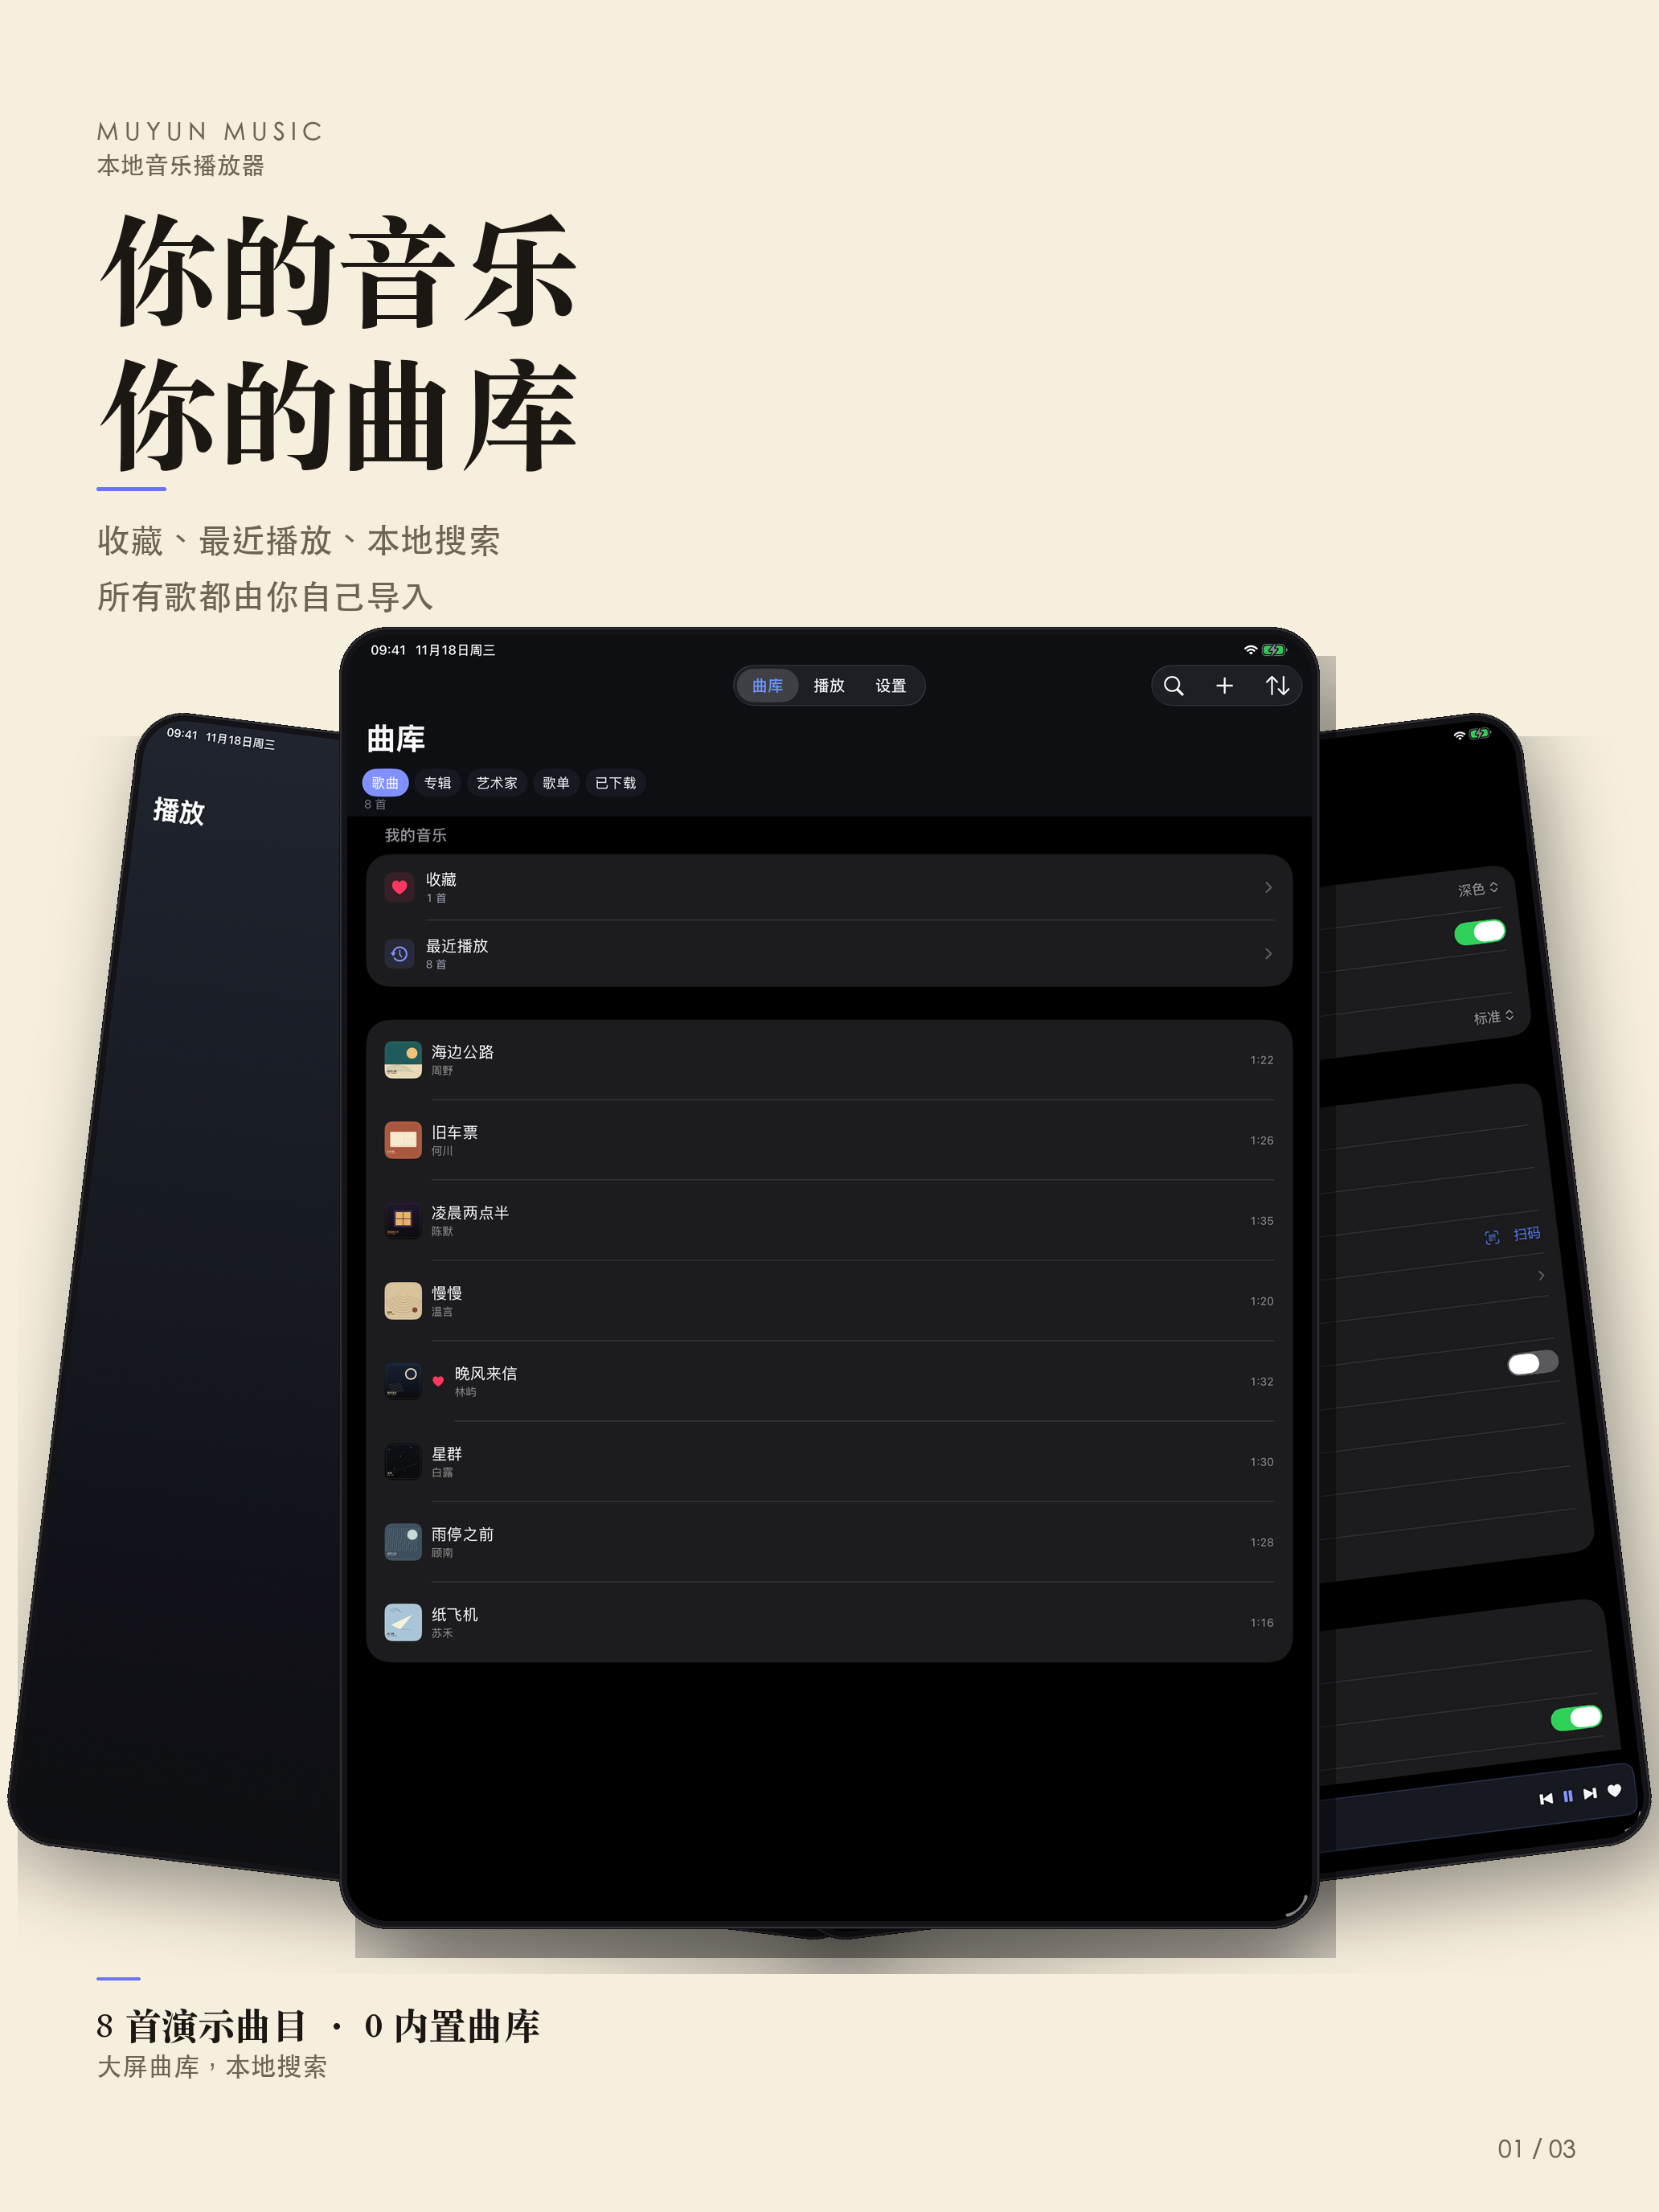 MUYUN MUSIC
本地音乐播放器
你的音乐
你的曲库
收藏、最近播放、本地搜索
所有歌都由你自己导入
09:41 11月18日周三
播放
09:41 11月18日周三
曲库 播放 设置
曲库
歌曲 专辑 艺术家 歌单 已下载
8 首
我的音乐
收藏
1 首
最近播放
8 首
海边公路
周野
1:22
旧车票
何川
1:26
凌晨两点半
陈默
1:35
慢慢
温言
1:20
晚风来信
林屿
1:32
星群
白露
1:30
雨停之前
顾南
1:28
纸飞机
苏禾
1:16
深色
标准
扫码
8 首演示曲目 · 0 内置曲库
大屏曲库，本地搜索
01 / 03